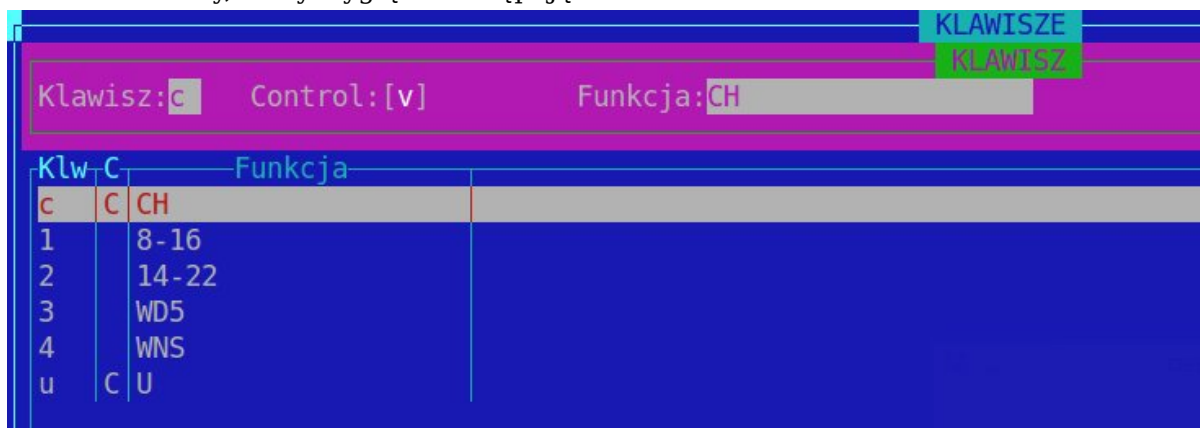 KLAWISZE
KLAWISZ
Klawisz:c Control:[v] Funkcja:CH
Klw C Funkcja
c C CH
1 8-16
2 14-22
3 WD5
4 WNS
u C U